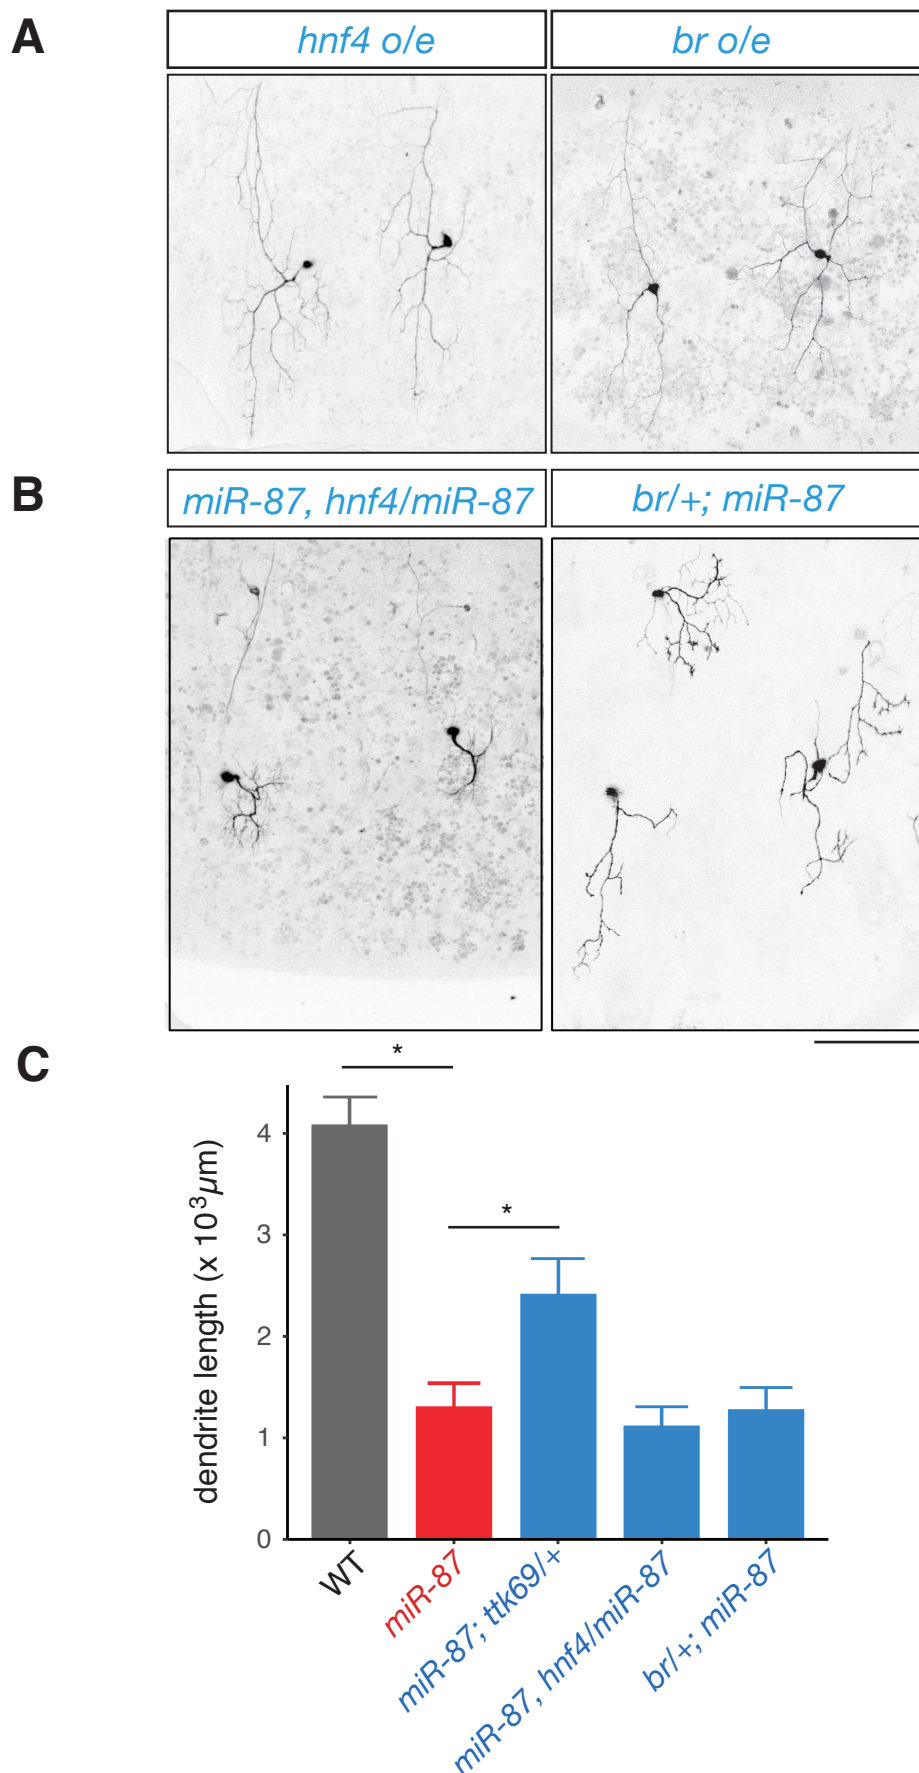 A
hnf4 o/e
br o/e
B
miR-87, hnf4/miR-87
br/+; miR-87
C
*
*
dendrite length (x 10³µm)
4
3
2
1
0
WT
miR-87
miR-87; ttk69/+
miR-87, hnf4/miR-87
br/+; miR-87